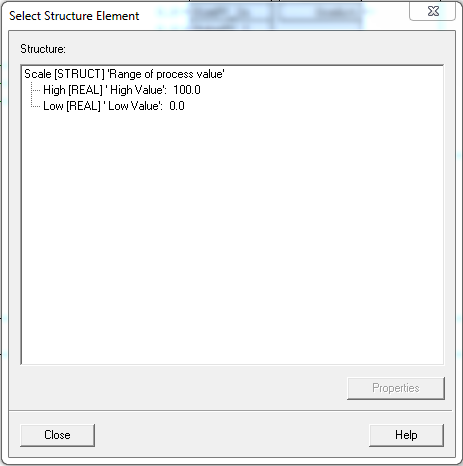 Select Structure Element
Structure:
Scale [STRUCT] 'Range of process value'
High [REAL] ' High Value':  100.0
Low [REAL] ' Low Value':  0.0
Properties
Close
Help